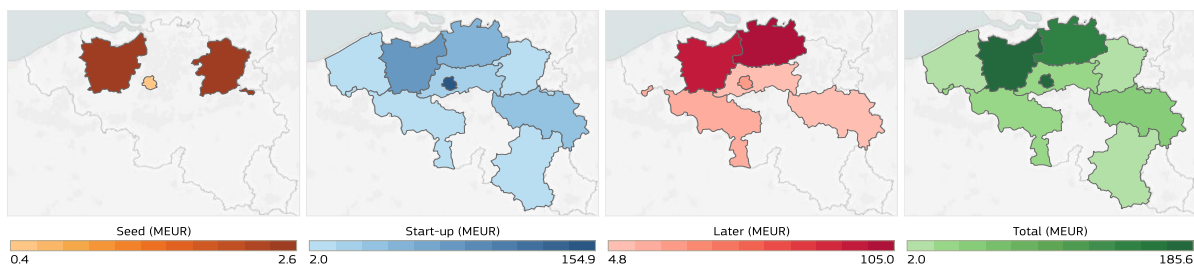 Seed (MEUR)
0.4 2.6
Start-up (MEUR)
2.0 154.9
Later (MEUR)
4.8 105.0
Total (MEUR)
2.0 185.6